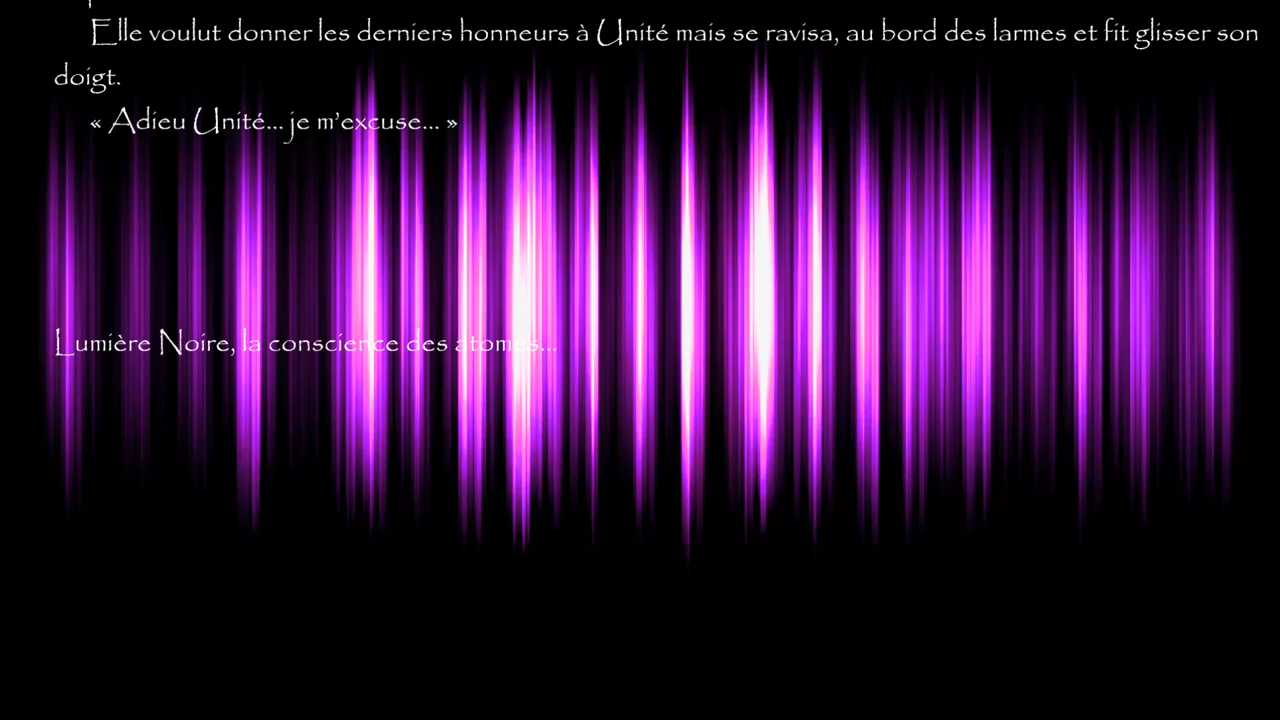 Elle voulut donner les derniers honneurs à Unité mais se ravisa, au bord des larmes et fit glisser son
doigt.
« Adieu Unité... je m'excuse... »
Lumière Noire, la conscience des atomes...